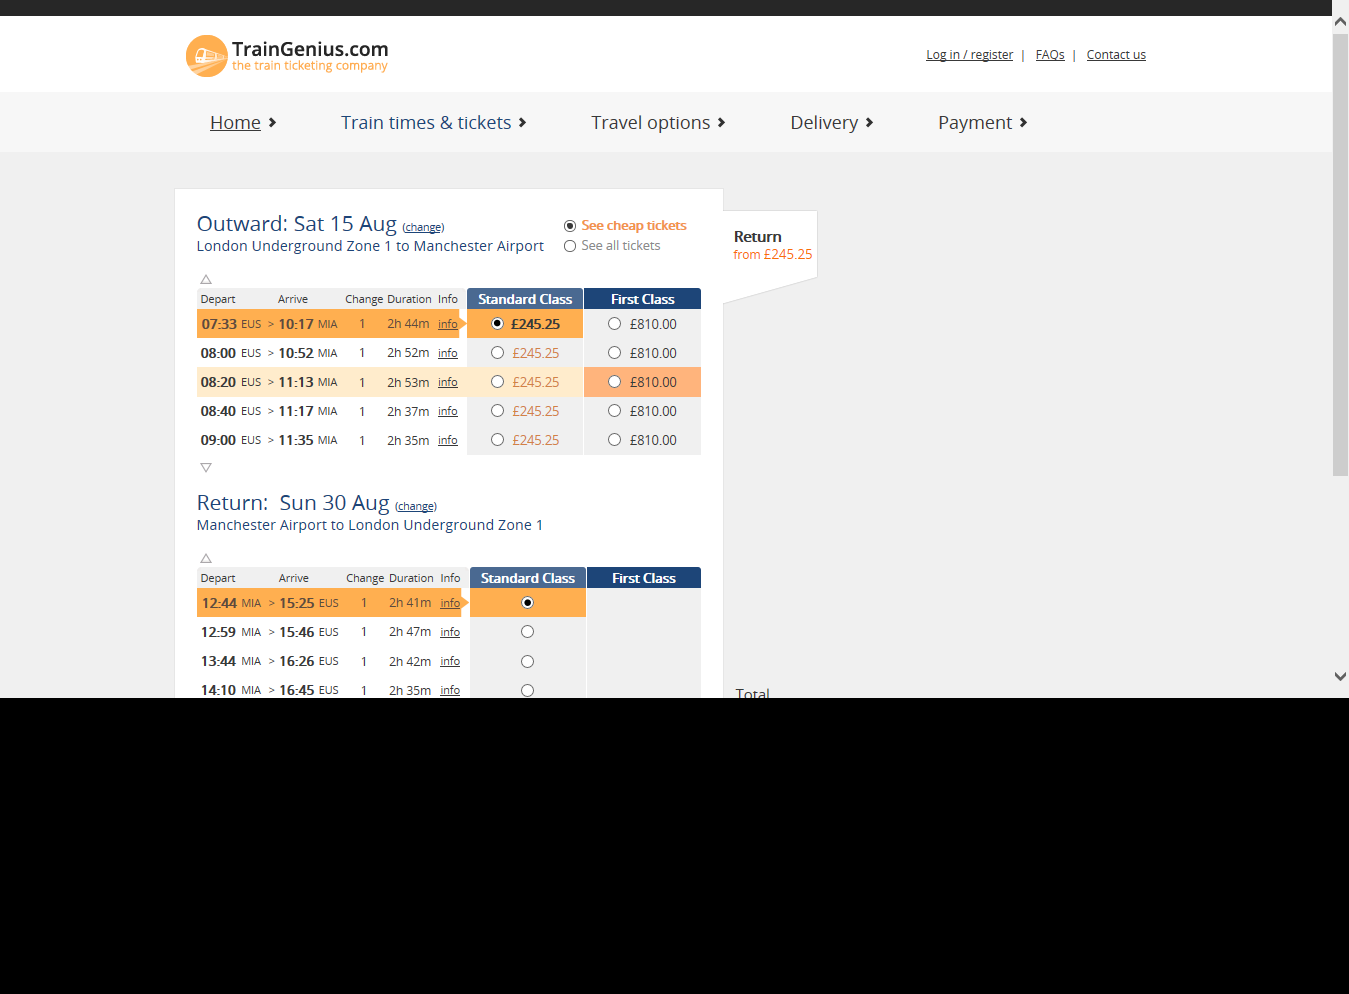 TrainGenius.com
the train ticketing company
Log in / register | FAQs | Contact us
Home Train times & tickets Travel options Delivery Payment
Outward: Sat 15 Aug (change)
London Underground Zone 1 to Manchester Airport
See cheap tickets
See all tickets
Return
from £245.25
Depart Arrive Change Duration Info Standard Class First Class
07:33 EUS > 10:17 MIA 1 2h 44m info £245.25 £810.00
08:00 EUS > 10:52 MIA 1 2h 52m info £245.25 £810.00
08:20 EUS > 11:13 MIA 1 2h 53m info £245.25 £810.00
08:40 EUS > 11:17 MIA 1 2h 37m info £245.25 £810.00
09:00 EUS > 11:35 MIA 1 2h 35m info £245.25 £810.00
Return: Sun 30 Aug (change)
Manchester Airport to London Underground Zone 1
Depart Arrive Change Duration Info Standard Class First Class
12:44 MIA > 15:25 EUS 1 2h 41m info
12:59 MIA > 15:46 EUS 1 2h 47m info
13:44 MIA > 16:26 EUS 1 2h 42m info
14:10 MIA > 16:45 EUS 1 2h 35m info
Total